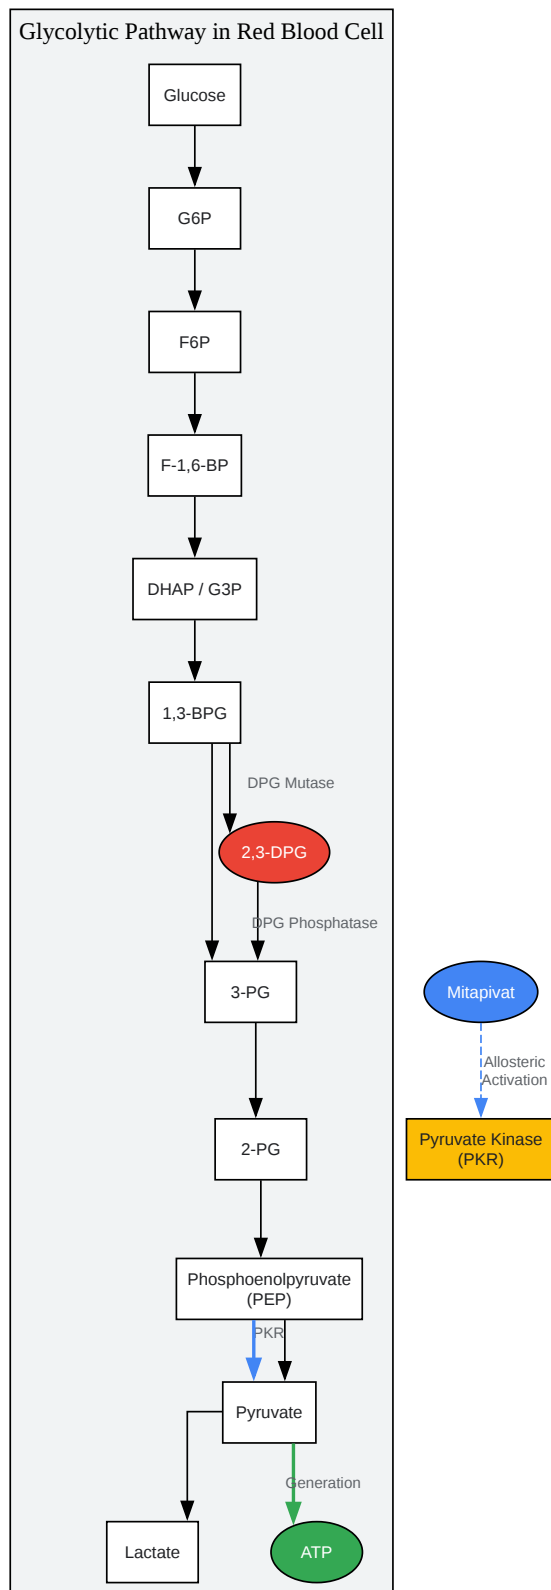 Glycolytic Pathway in Red Blood Cell
Glucose
G6P
F6P
F-1,6-BP
DHAP / G3P
1,3-BPG
DPG Mutase
2,3-DPG
DPG Phosphatase
3-PG
Mitapivat
Allosteric
Activation
2-PG
Pyruvate Kinase
(PKR)
Phosphoenolpyruvate
(PEP)
PKR
Pyruvate
Generation
Lactate
ATP